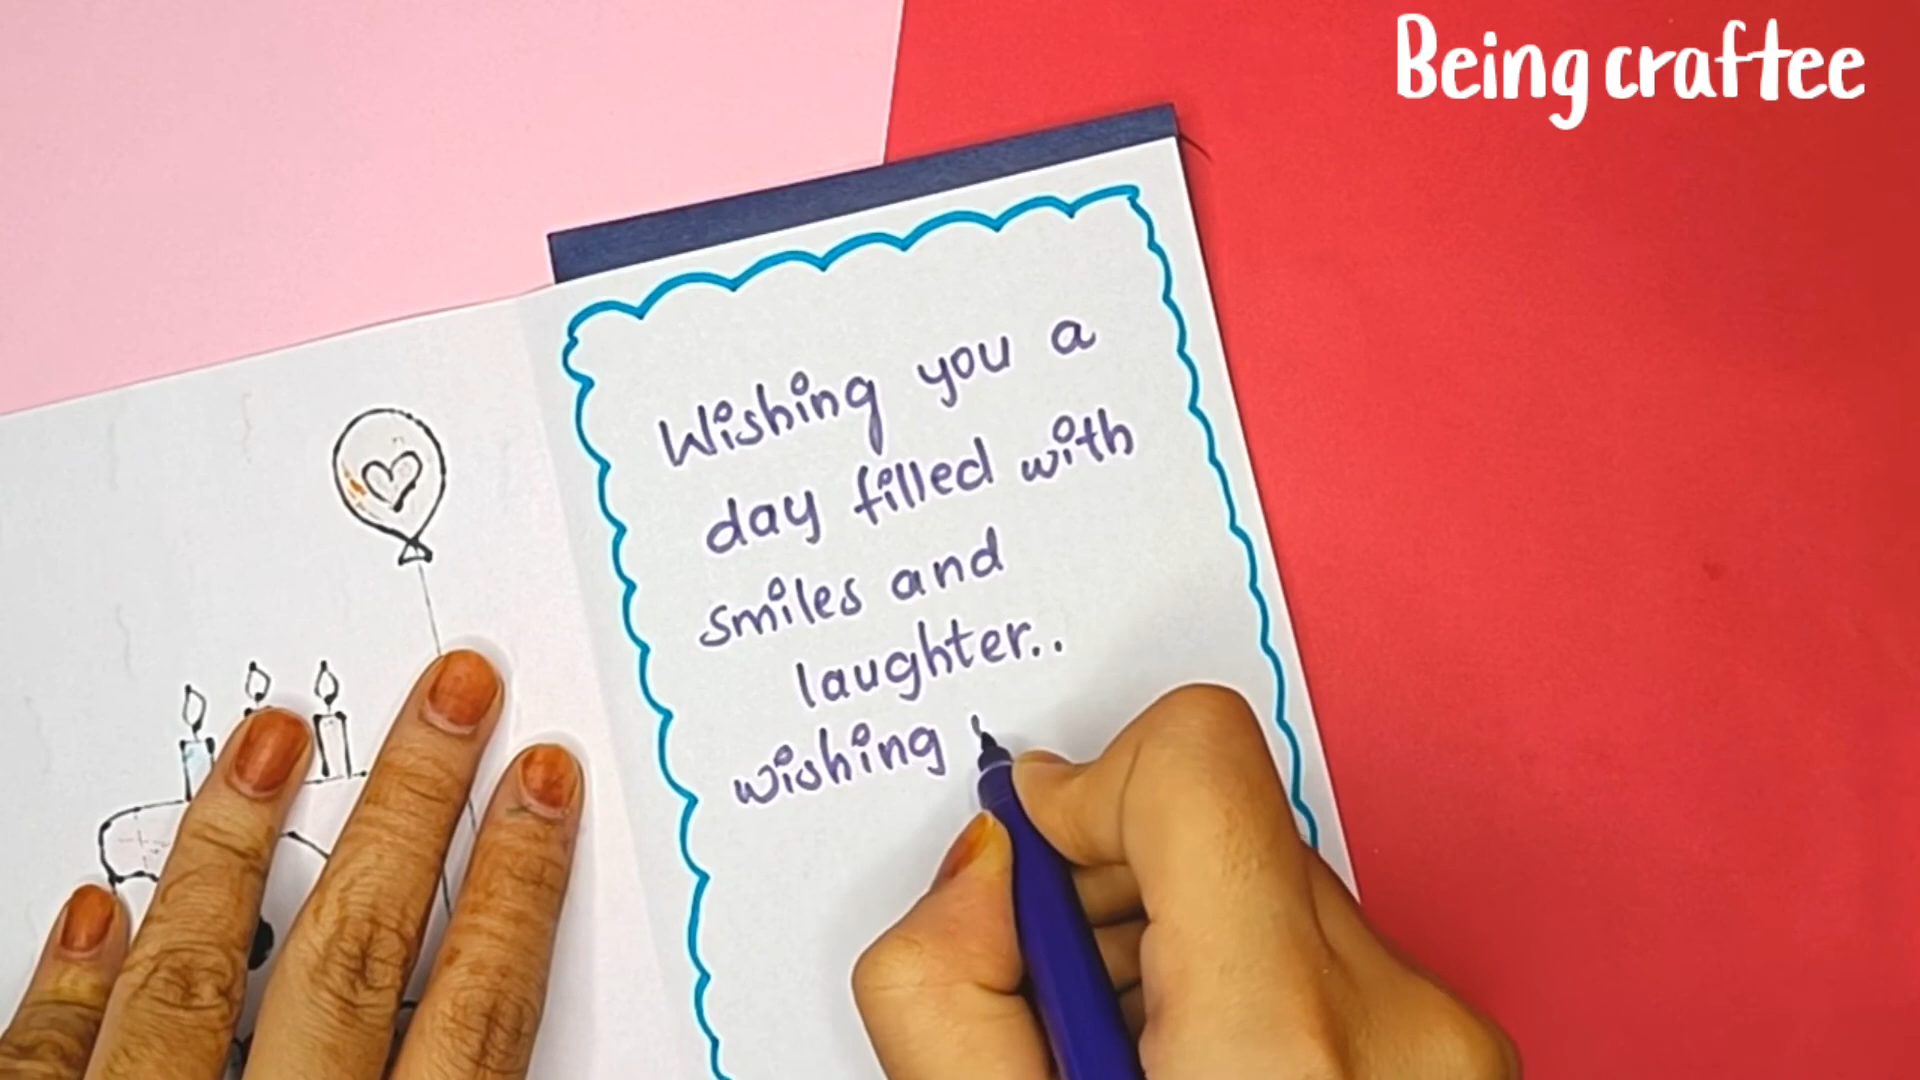 Being craftee
Wishing you a
day filled with
smiles and
laughter..
wishing